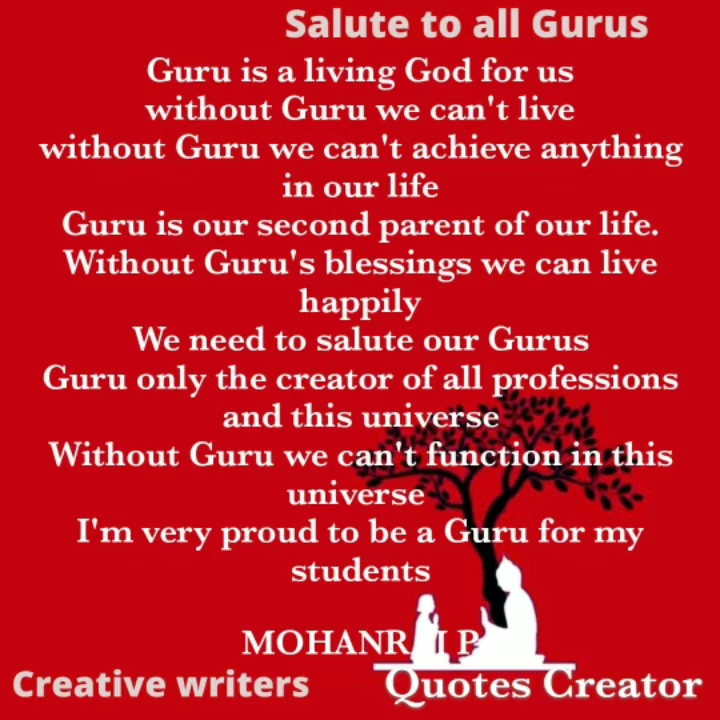 Salute to all Gurus
Guru is a living God for us
without Guru we can't live
without Guru we can't achieve anything
in our life
Guru is our second parent of our life.
Without Guru's blessings we can live
happily
We need to salute our Gurus
Guru only the creator of all professions
and this universe
Without Guru we can't function in this
universe
I'm very proud to be a Guru for my
students
P
Creative writers
Quotes Creator